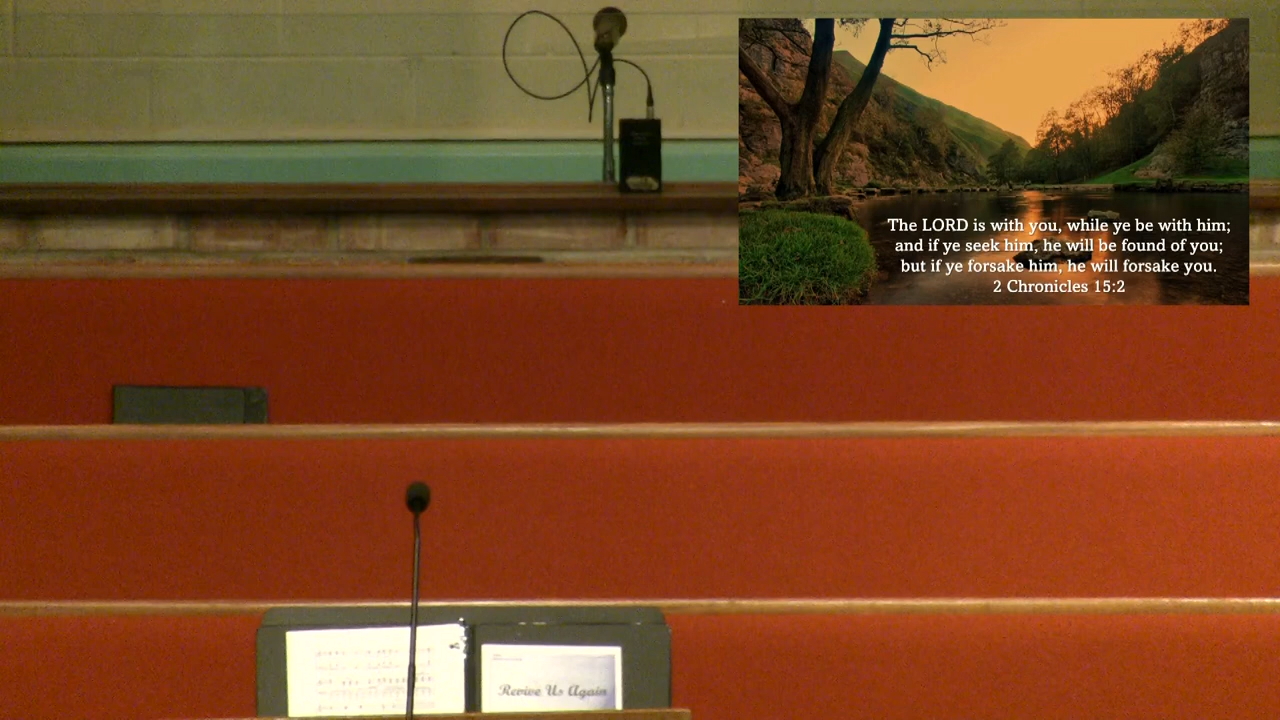 The LORD is with you, while ye be with him;
and if ye seek him, he will be found of you;
but if ye forsake him, he will forsake you.
2 Chronicles 15:2
Revive Us Again